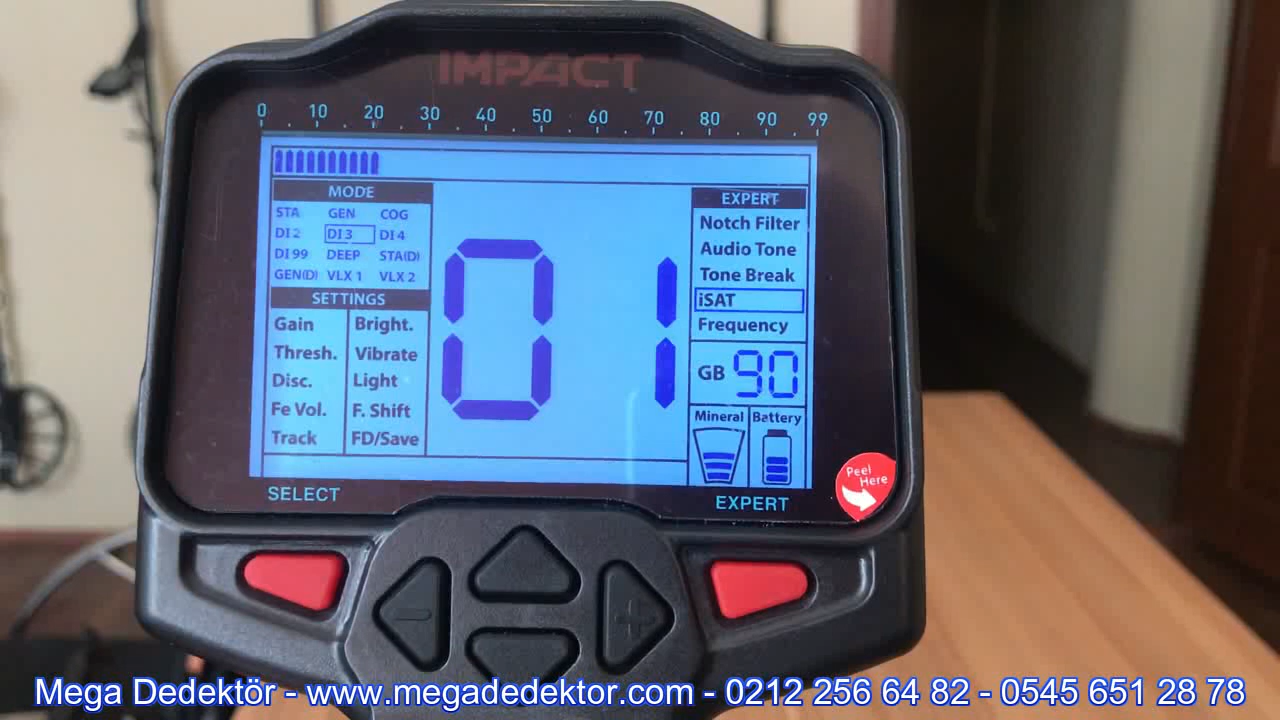 IMPACT
0 10 20 30 40 50 60 70 80 90 99
MODE
STA GEN COG
DI 2 DI 3 DI 4
DI 99 DEEP STA(D)
GEN(D) VLX 1 VLX 2
SETTINGS
Gain Bright.
Thresh. Vibrate
Disc. Light
Fe Vol. F. Shift
Track FD/Save
01
EXPERT
Notch Filter
Audio Tone
Tone Break
iSAT
Frequency
GB 90
Mineral Battery
Peel
Here
SELECT
EXPERT
- +
Mega Dedektör - www.megadedektor.com - 0212 256 64 82 - 0545 651 28 78